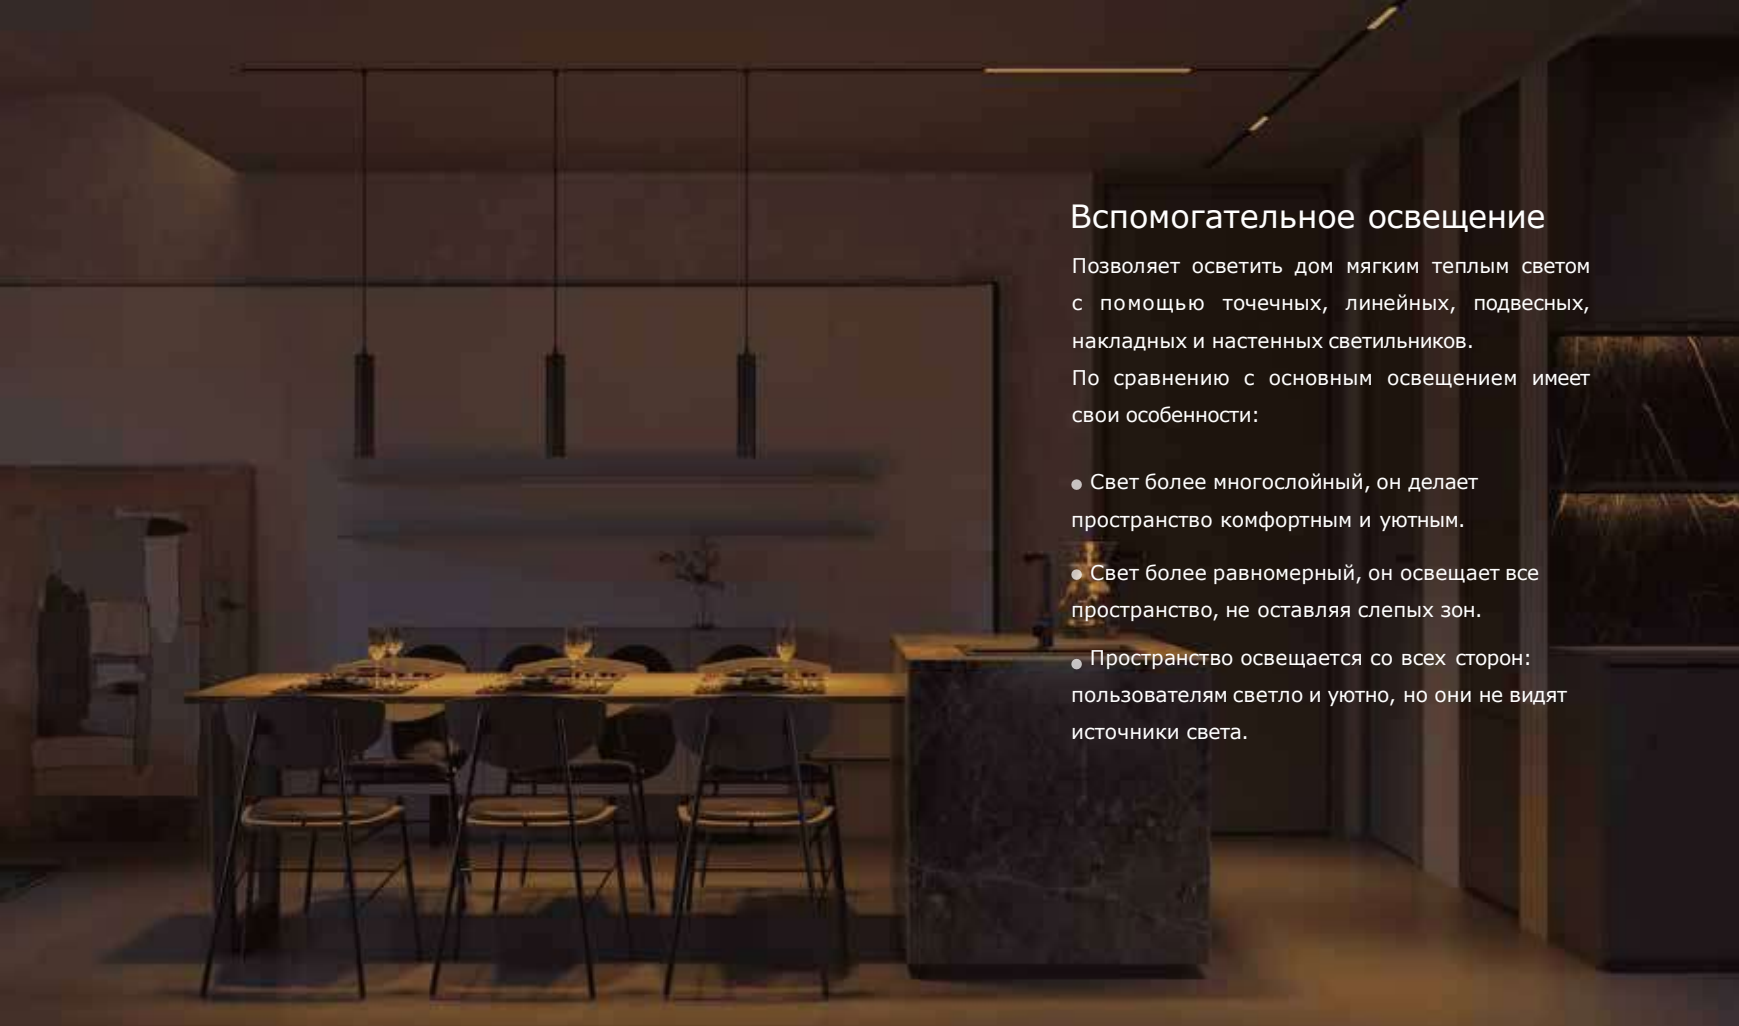 Вспомогательное освещение
Позволяет осветить дом мягким теплым светом
с помощью точечных, линейных, подвесных,
накладных и настенных светильников.
По сравнению с основным освещением имеет
свои особенности:
● Свет более многослойный, он делает
пространство комфортным и уютным.
● Свет более равномерный, он освещает все
пространство, не оставляя слепых зон.
● Пространство освещается со всех сторон:
пользователям светло и уютно, но они не видят
источники света.